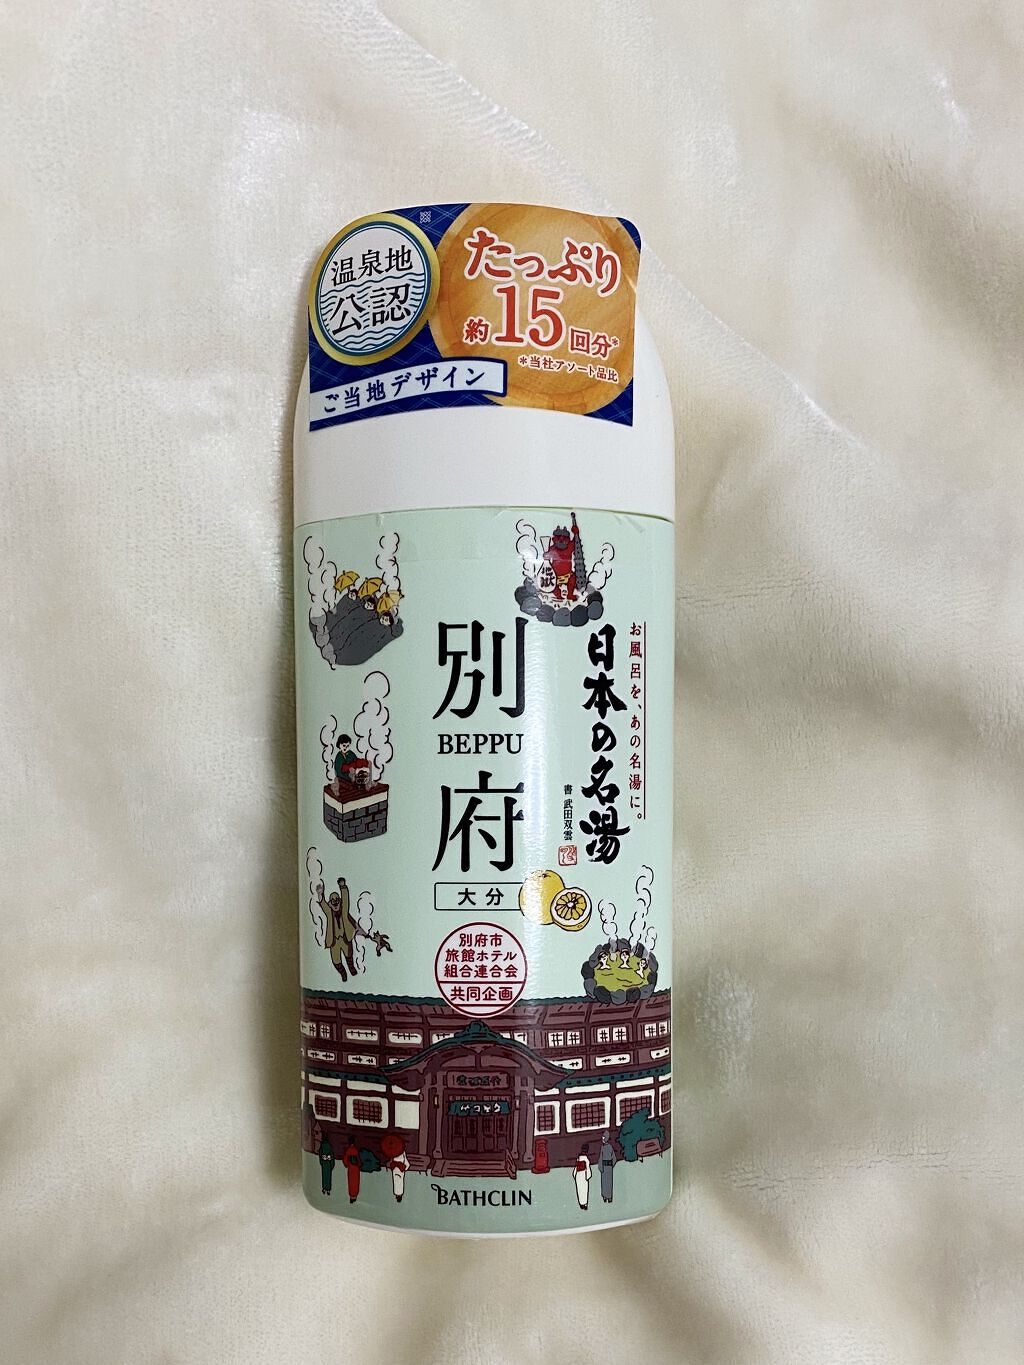 温泉地
公認
たっぷり
約15回分*
*当社アソート品比
ご当地デザイン
お風呂を、あの名湯に。
日本の名湯
書 武田双雲
別
BEPPU
府
大分
別府市
旅館ホテル
組合連合会
共同企画
BATHCLIN